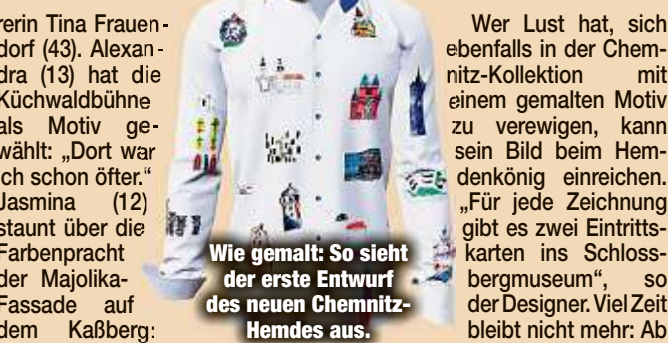 rerin Tina Frauen-
dorf (43). Alexan-
dra (13) hat die
Küchwaldbühne
als Motiv ge-
wählt: „Dort war
ich schon öfter.“
Jasmina (12)
staunt über die
Farbenpracht
der Majolika-
Fassade auf
dem Kaßberg:
Wie gemalt: So sieht
der erste Entwurf
des neuen Chemnitz-
Hemdes aus.
Wer Lust hat, sich
ebenfalls in der Chem-
nitz-Kollektion mit
einem gemalten Motiv
zu verewigen, kann
sein Bild beim Hem-
denkönig einreichen.
„Für jede Zeichnung
gibt es zwei Eintritts-
karten ins Schloss-
bergmuseum“, so
der Designer. Viel Zeit
bleibt nicht mehr: Ab